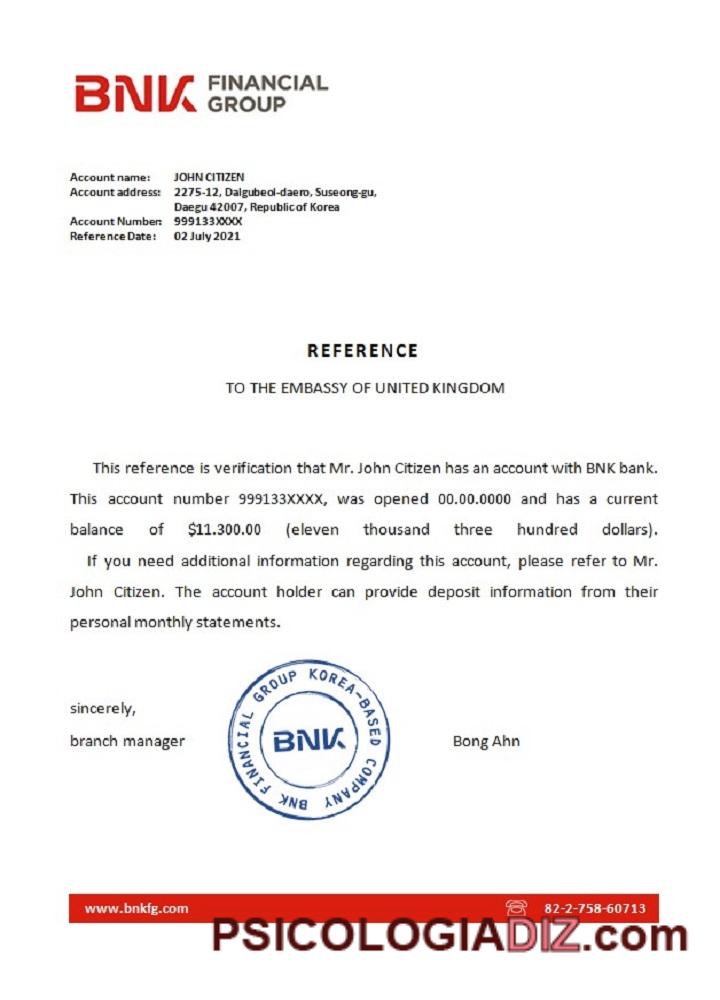 BNK FINANCIAL
GROUP
Account name: JOHN CITIZEN
Account address: 2275-12, Dalgubeol-daero, Suseong-gu,
Daegu 42007, Republic of Korea
Account Number: 999133XXXX
Reference Date: 02 July 2021
REFERENCE
TO THE EMBASSY OF UNITED KINGDOM
This reference is verification that Mr. John Citizen has an account with BNK bank.
This account number 999133XXXX, was opened 00.00.0000 and has a current
balance of $11.300.00 (eleven thousand three hundred dollars).
If you need additional information regarding this account, please refer to Mr.
John Citizen. The account holder can provide deposit information from their
personal monthly statements.
sincerely,
branch manager
BNK FINANCIAL GROUP KOREA-BASED COMPANY
BNK
Bong Ahn
www.bnkfg.com 82-2-758-60713
PSICOLOGIADIZ.com